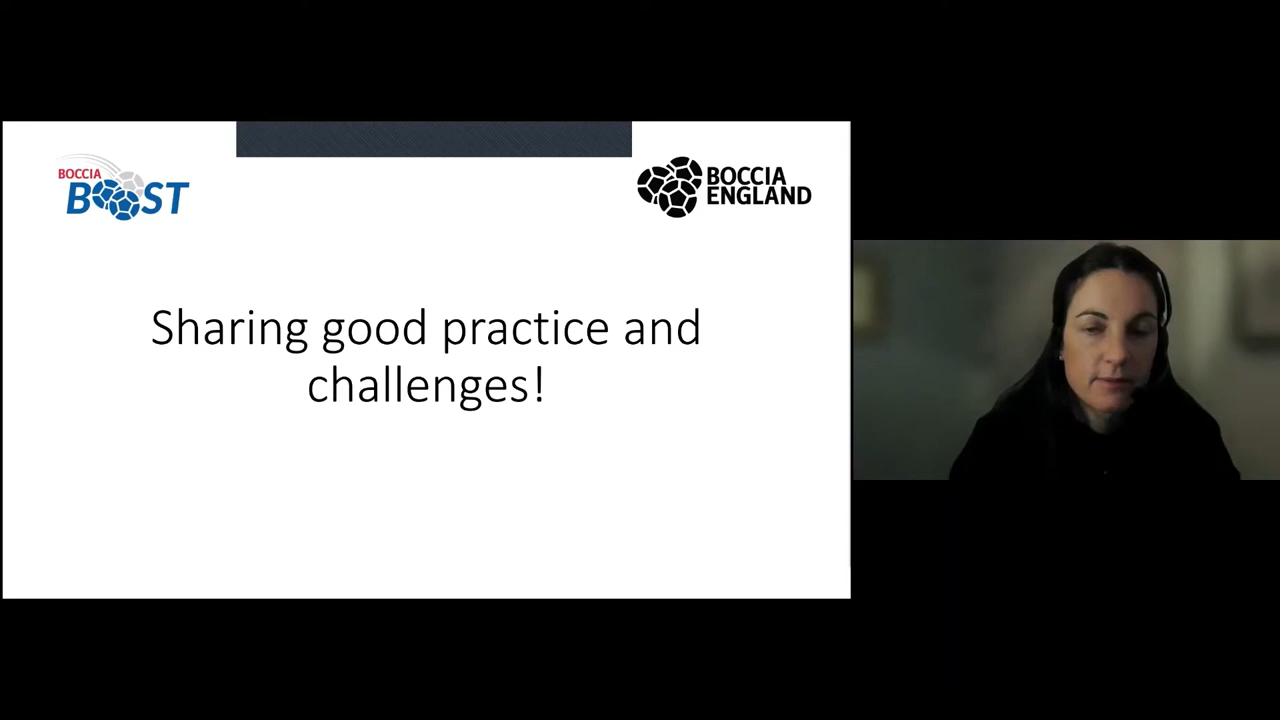 BOCCIA
BOOST
BOCCIA
ENGLAND
Sharing good practice and
challenges!